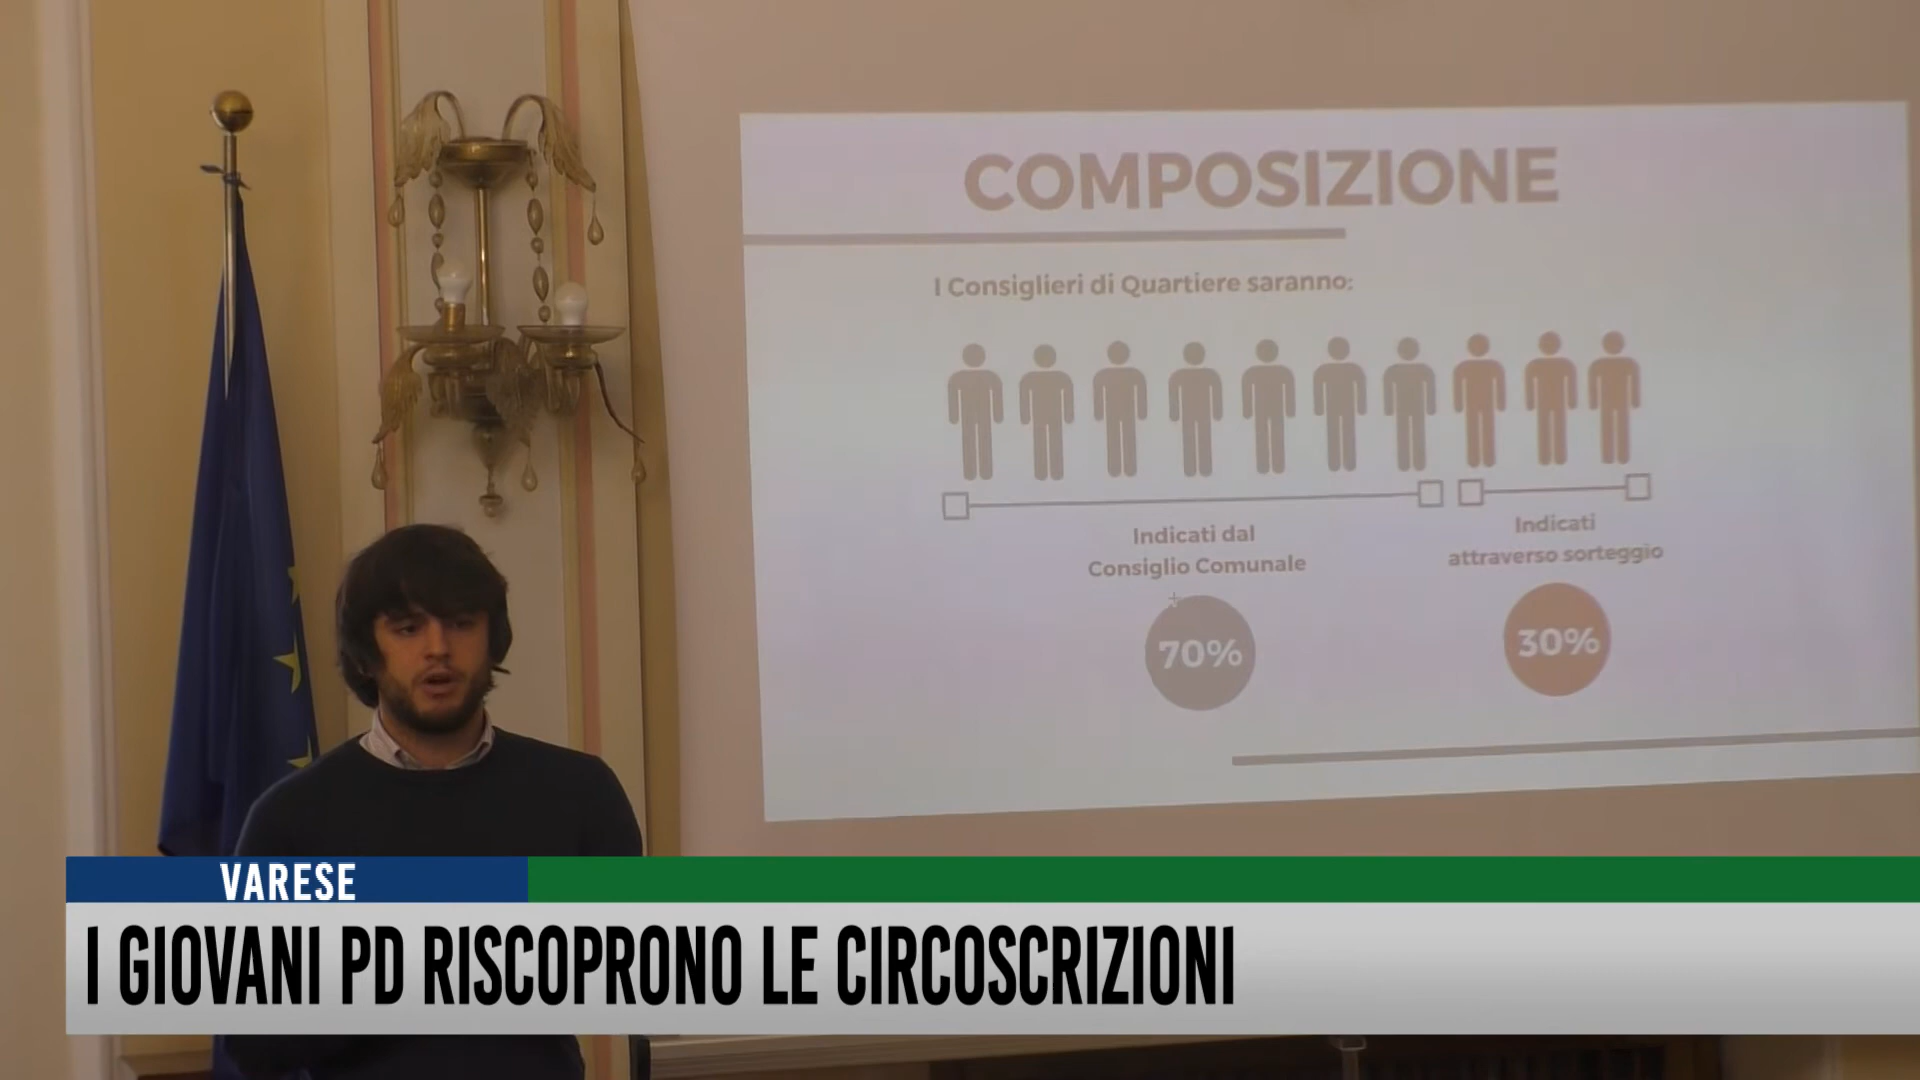 COMPOSIZIONE
I Consiglieri di Quartiere saranno:
Indicati dal
Consiglio Comunale
70%
Indicati
attraverso sorteggio
30%
VARESE
I GIOVANI PD RISCOPRONO LE CIRCOSCRIZIONI